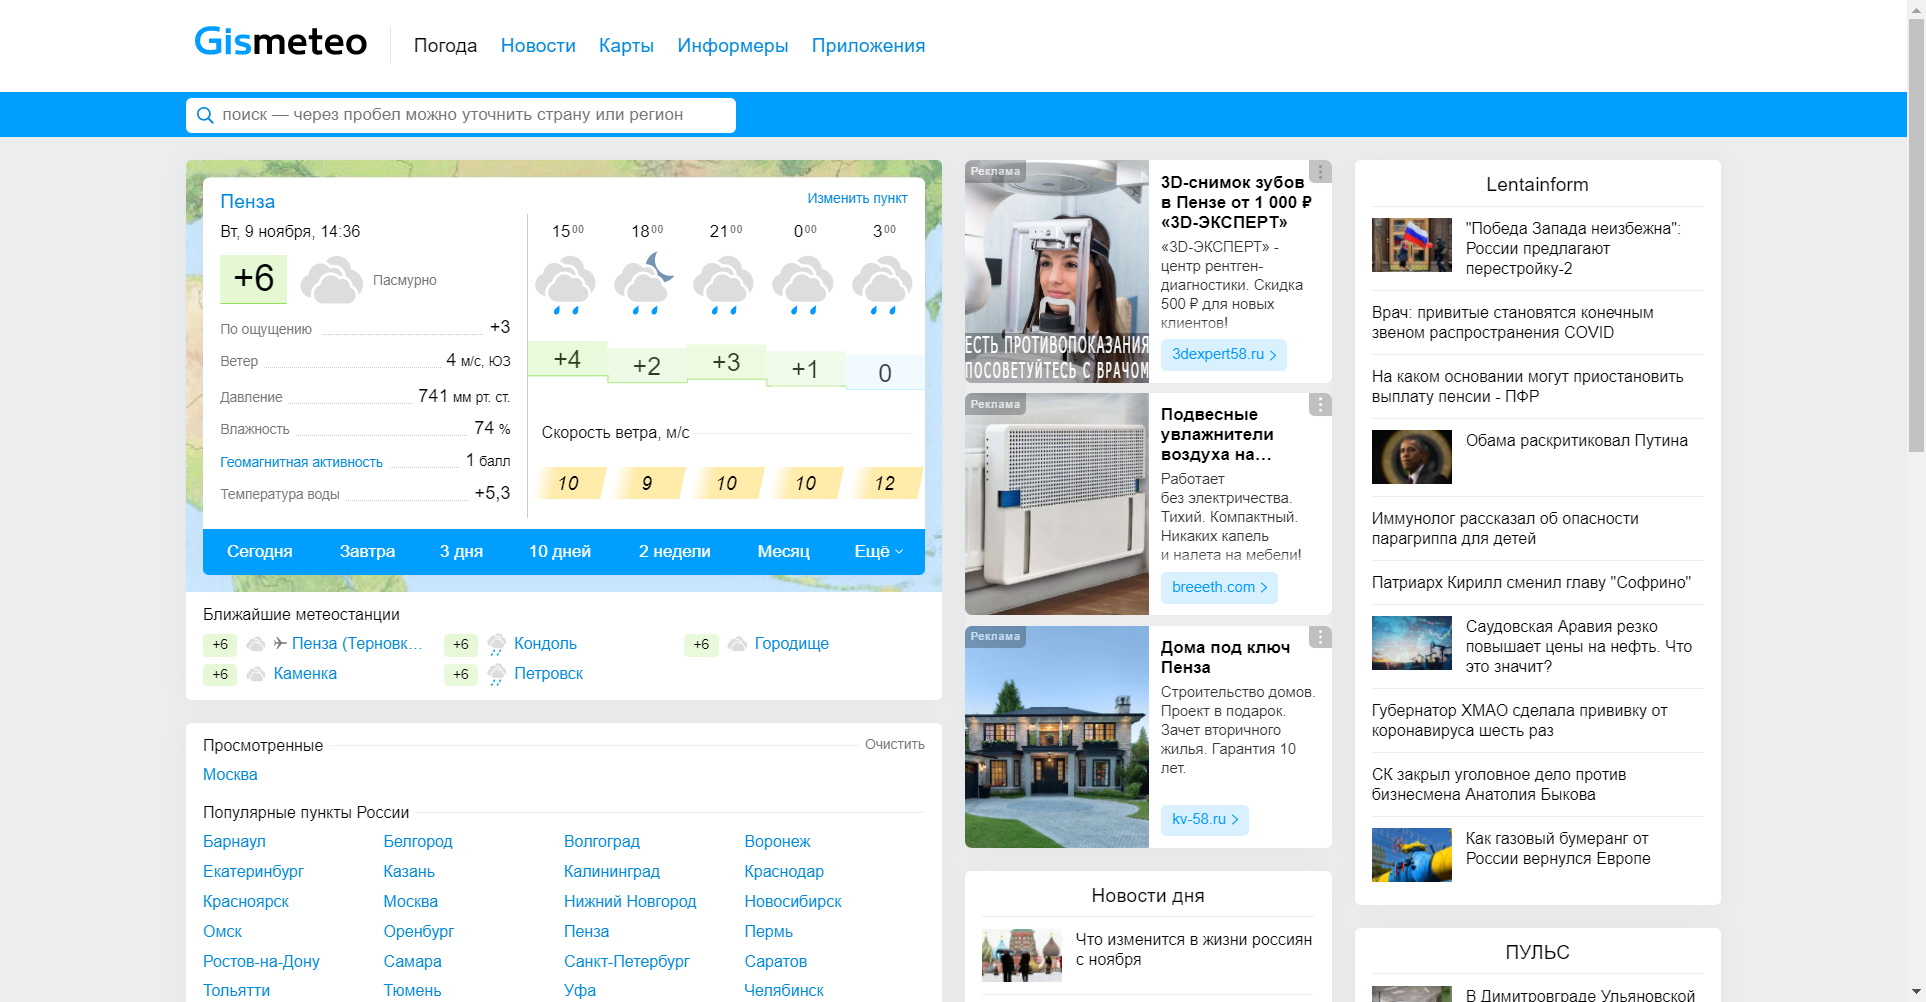 Gismeteo
Погода Новости Карты Информеры Приложения
поиск — через пробел можно уточнить страну или регион
Пенза
Изменить пункт
Вт, 9 ноября, 14:36
15 00 18 00 21 00 0 00 3 00
+6 Пасмурно
По ощущению +3
Ветер 4 м/с, ЮЗ
Давление 741 мм рт. ст.
Влажность 74 %
Геомагнитная активность 1 балл
Температура воды +5,3
+4 +2 +3 +1 0
Скорость ветра, м/с
10 9 10 10 12
Сегодня Завтра 3 дня 10 дней 2 недели Месяц Ещё
Ближайшие метеостанции
+6 Пенза (Терновк… +6 Кондоль +6 Городище
+6 Каменка +6 Петровск
Просмотренные Очистить
Москва
Популярные пункты России
Барнаул Белгород Волгоград Воронеж
Екатеринбург Казань Калининград Краснодар
Красноярск Москва Нижний Новгород Новосибирск
Омск Оренбург Пенза Пермь
Ростов-на-Дону Самара Санкт-Петербург Саратов
Тольятти Тюмень Уфа Челябинск
Реклама
ЕСТЬ ПРОТИВОПОКАЗАНИЯ
ПОСОВЕТУЙТЕСЬ С ВРАЧОМ
3D-снимок зубов
в Пензе от 1 000 ₽
«3D-ЭКСПЕРТ»
«3D-ЭКСПЕРТ» -
центр рентген-
диагностики. Скидка
500 ₽ для новых
клиентов!
3dexpert58.ru
Реклама
Подвесные
увлажнители
воздуха на…
Работает
без электричества.
Тихий. Компактный.
Никаких капель
и налета на мебели!
breeeth.com
Реклама
Дома под ключ
Пенза
Строительство домов.
Проект в подарок.
Зачет вторичного
жилья. Гарантия 10
лет.
kv-58.ru
Новости дня
Что изменится в жизни россиян
с ноября
Lentainform
"Победа Запада неизбежна":
России предлагают
перестройку-2
Врач: привитые становятся конечным
звеном распространения COVID
На каком основании могут приостановить
выплату пенсии - ПФР
Обама раскритиковал Путина
Иммунолог рассказал об опасности
парагриппа для детей
Патриарх Кирилл сменил главу "Софрино"
Саудовская Аравия резко
повышает цены на нефть. Что
это значит?
Губернатор ХМАО сделала прививку от
коронавируса шесть раз
СК закрыл уголовное дело против
бизнесмена Анатолия Быкова
Как газовый бумеранг от
России вернулся Европе
ПУЛЬС
В Димитровграде Ульяновской